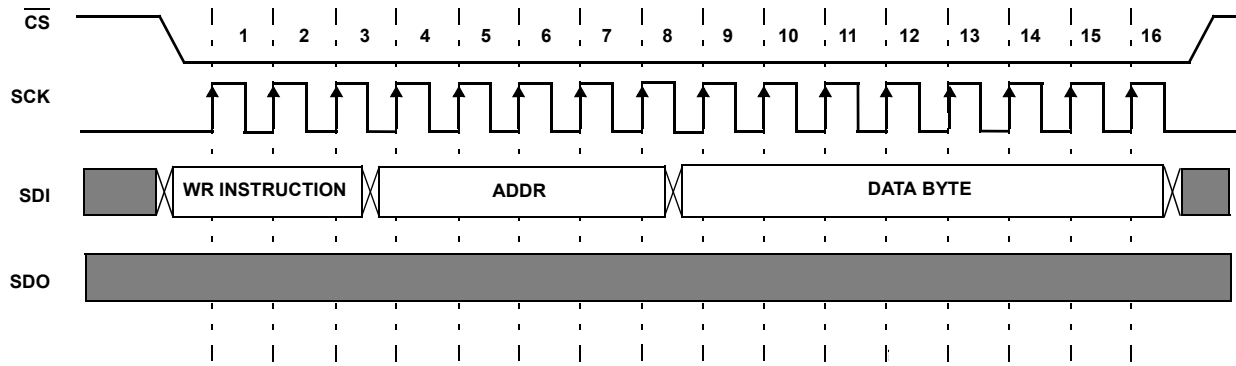 CS
1 2 3 4 5 6 7 8 9 10 11 12 13 14 15 16
SCK
SDI
WR INSTRUCTION ADDR DATA BYTE
SDO